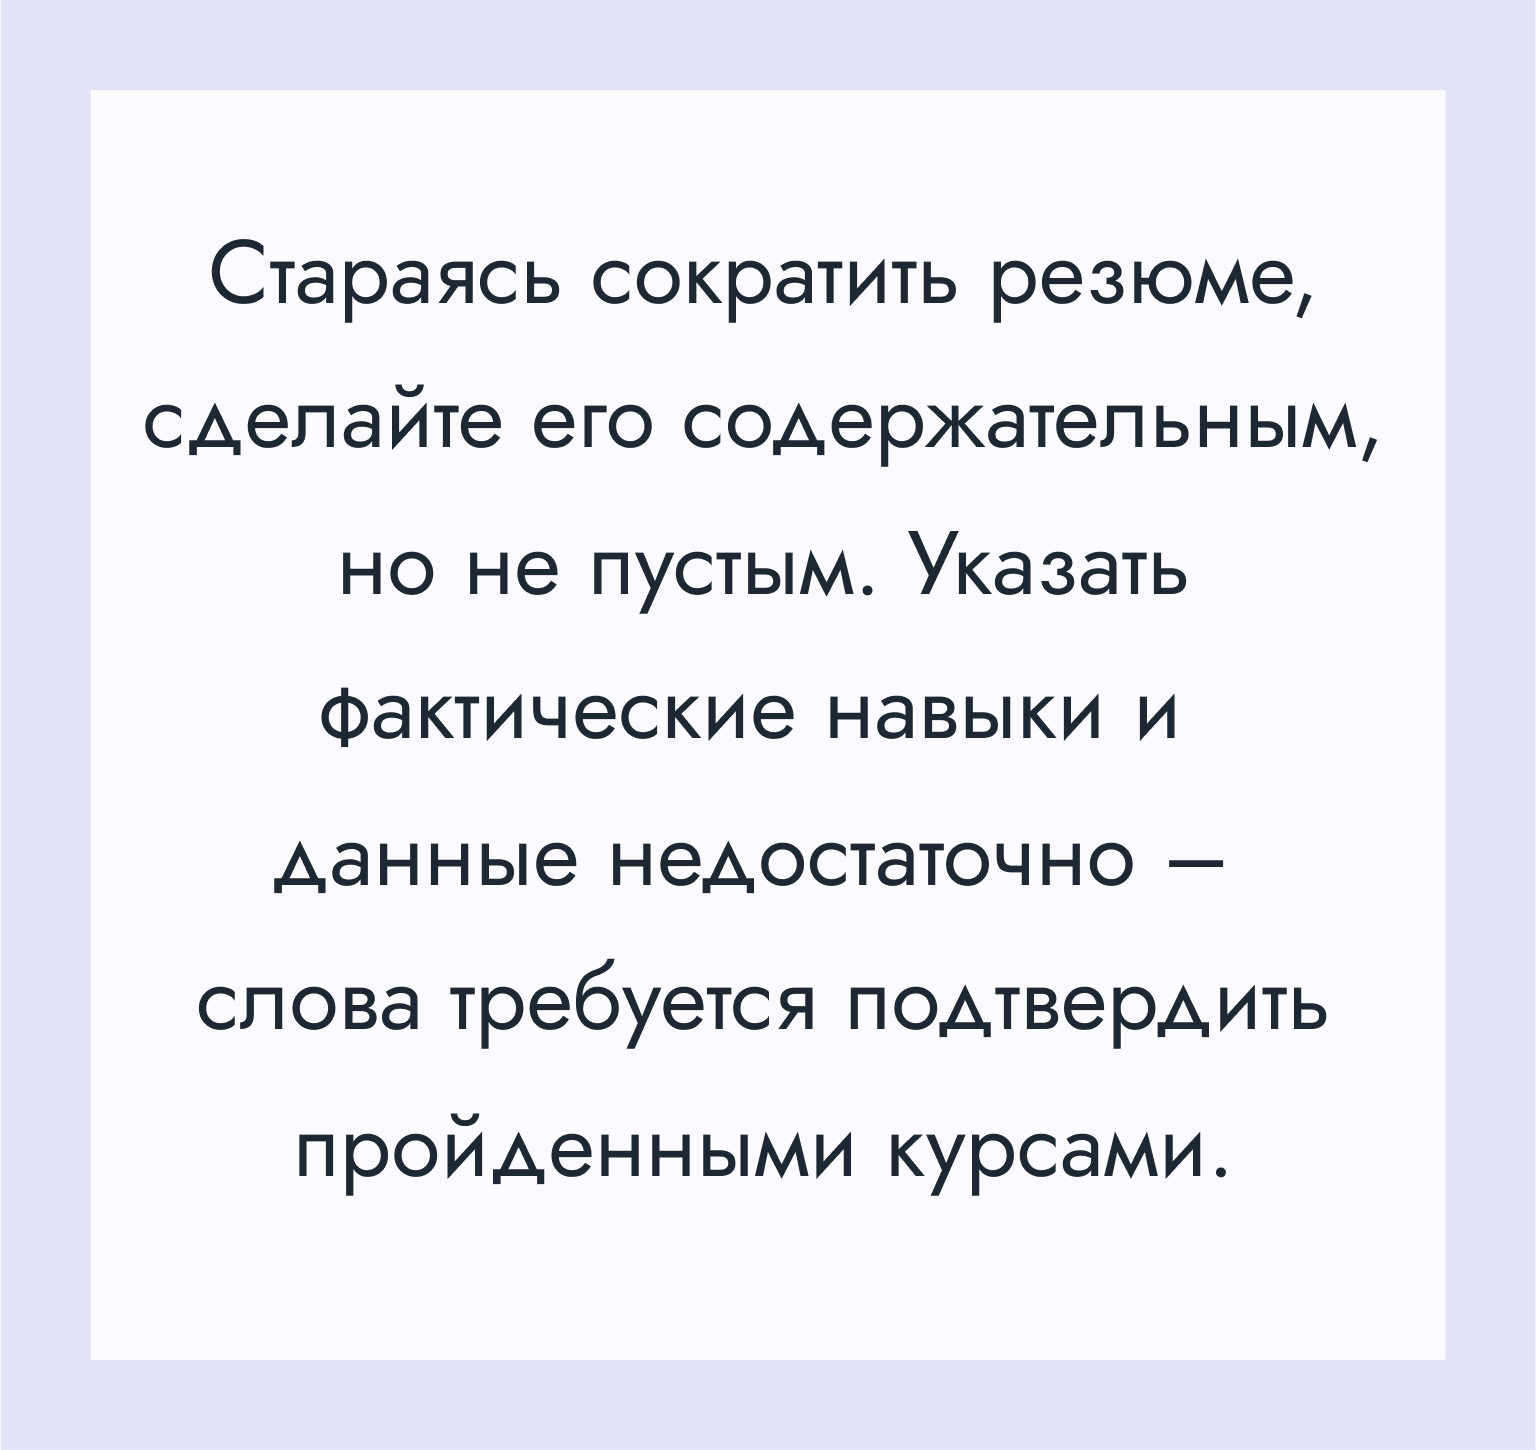 Стараясь сократить резюме,
сделайте его содержательным,
но не пустым. Указать
фактические навыки и
данные недостаточно –
слова требуется подтвердить
пройденными курсами.